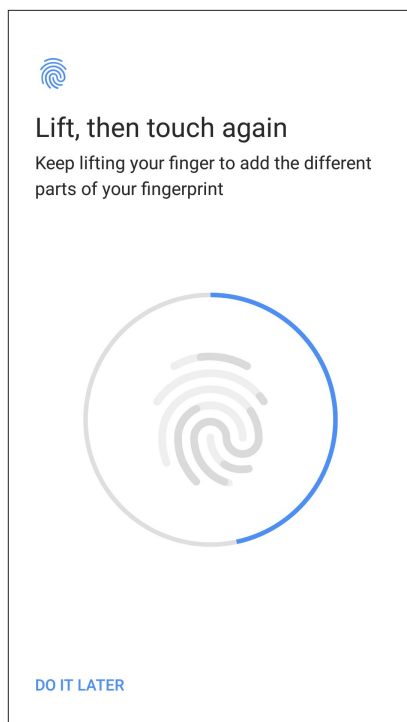 Lift, then touch again
Keep lifting your finger to add the different
parts of your fingerprint
DO IT LATER